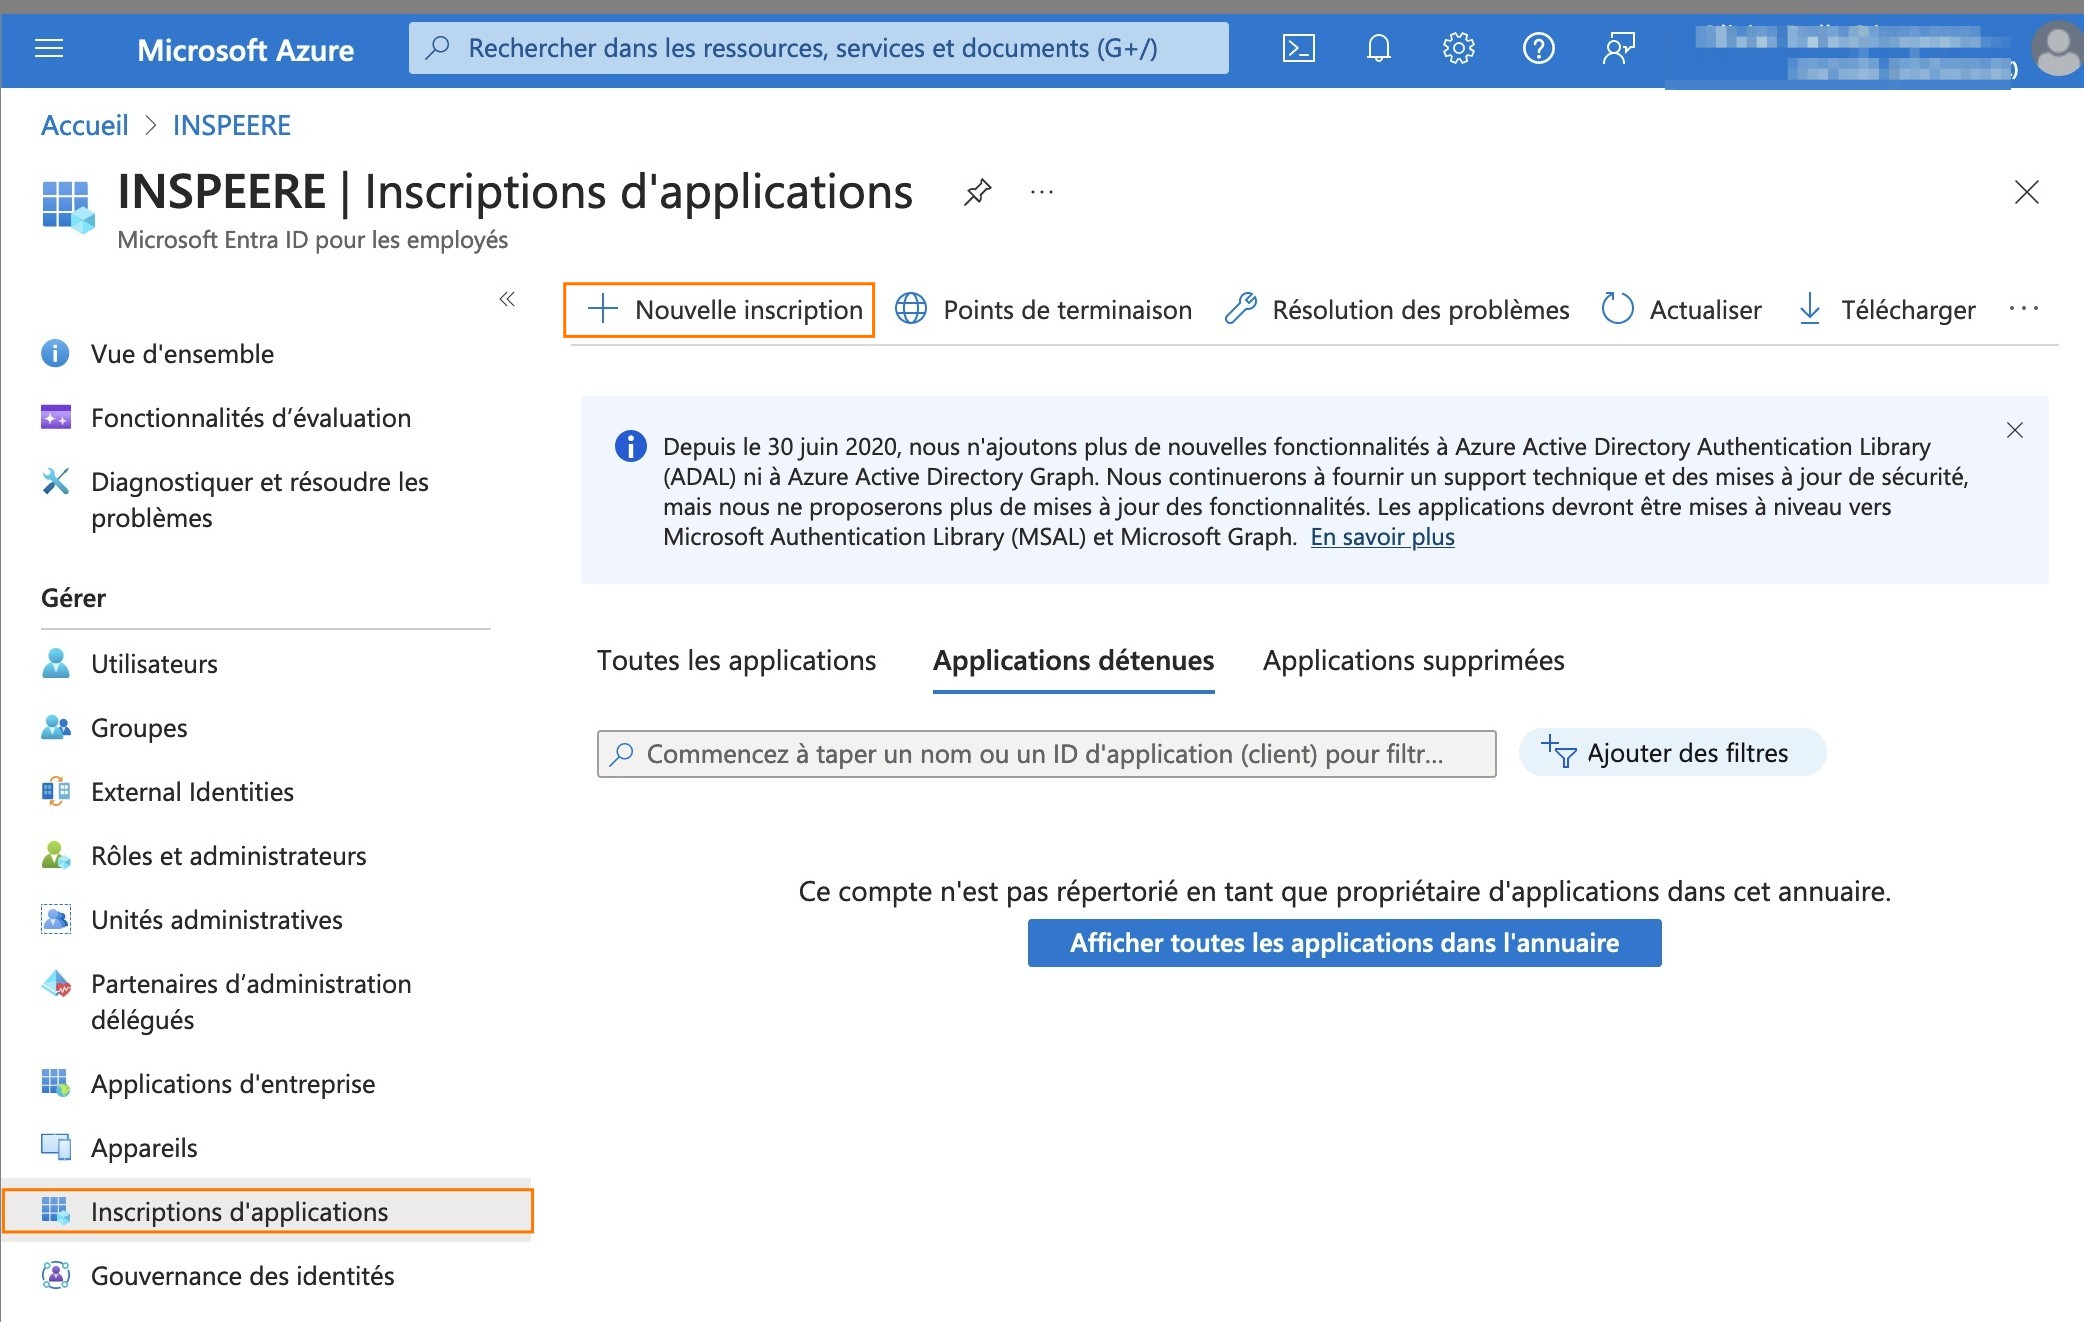 Microsoft Azure
Rechercher dans les ressources, services et documents (G+/)
Accueil > INSPEERE
INSPEERE | Inscriptions d'applications
Microsoft Entra ID pour les employés
Nouvelle inscription
Points de terminaison
Résolution des problèmes
Actualiser
Télécharger
Vue d'ensemble
Fonctionnalités d’évaluation
Diagnostiquer et résoudre les
problèmes
Gérer
Utilisateurs
Groupes
External Identities
Rôles et administrateurs
Unités administratives
Partenaires d’administration
délégués
Applications d'entreprise
Appareils
Inscriptions d'applications
Gouvernance des identités
Depuis le 30 juin 2020, nous n'ajoutons plus de nouvelles fonctionnalités à Azure Active Directory Authentication Library
(ADAL) ni à Azure Active Directory Graph. Nous continuerons à fournir un support technique et des mises à jour de sécurité,
mais nous ne proposerons plus de mises à jour des fonctionnalités. Les applications devront être mises à niveau vers
Microsoft Authentication Library (MSAL) et Microsoft Graph. En savoir plus
Toutes les applications
Applications détenues
Applications supprimées
Commencez à taper un nom ou un ID d'application (client) pour filtr...
Ajouter des filtres
Ce compte n'est pas répertorié en tant que propriétaire d'applications dans cet annuaire.
Afficher toutes les applications dans l'annuaire